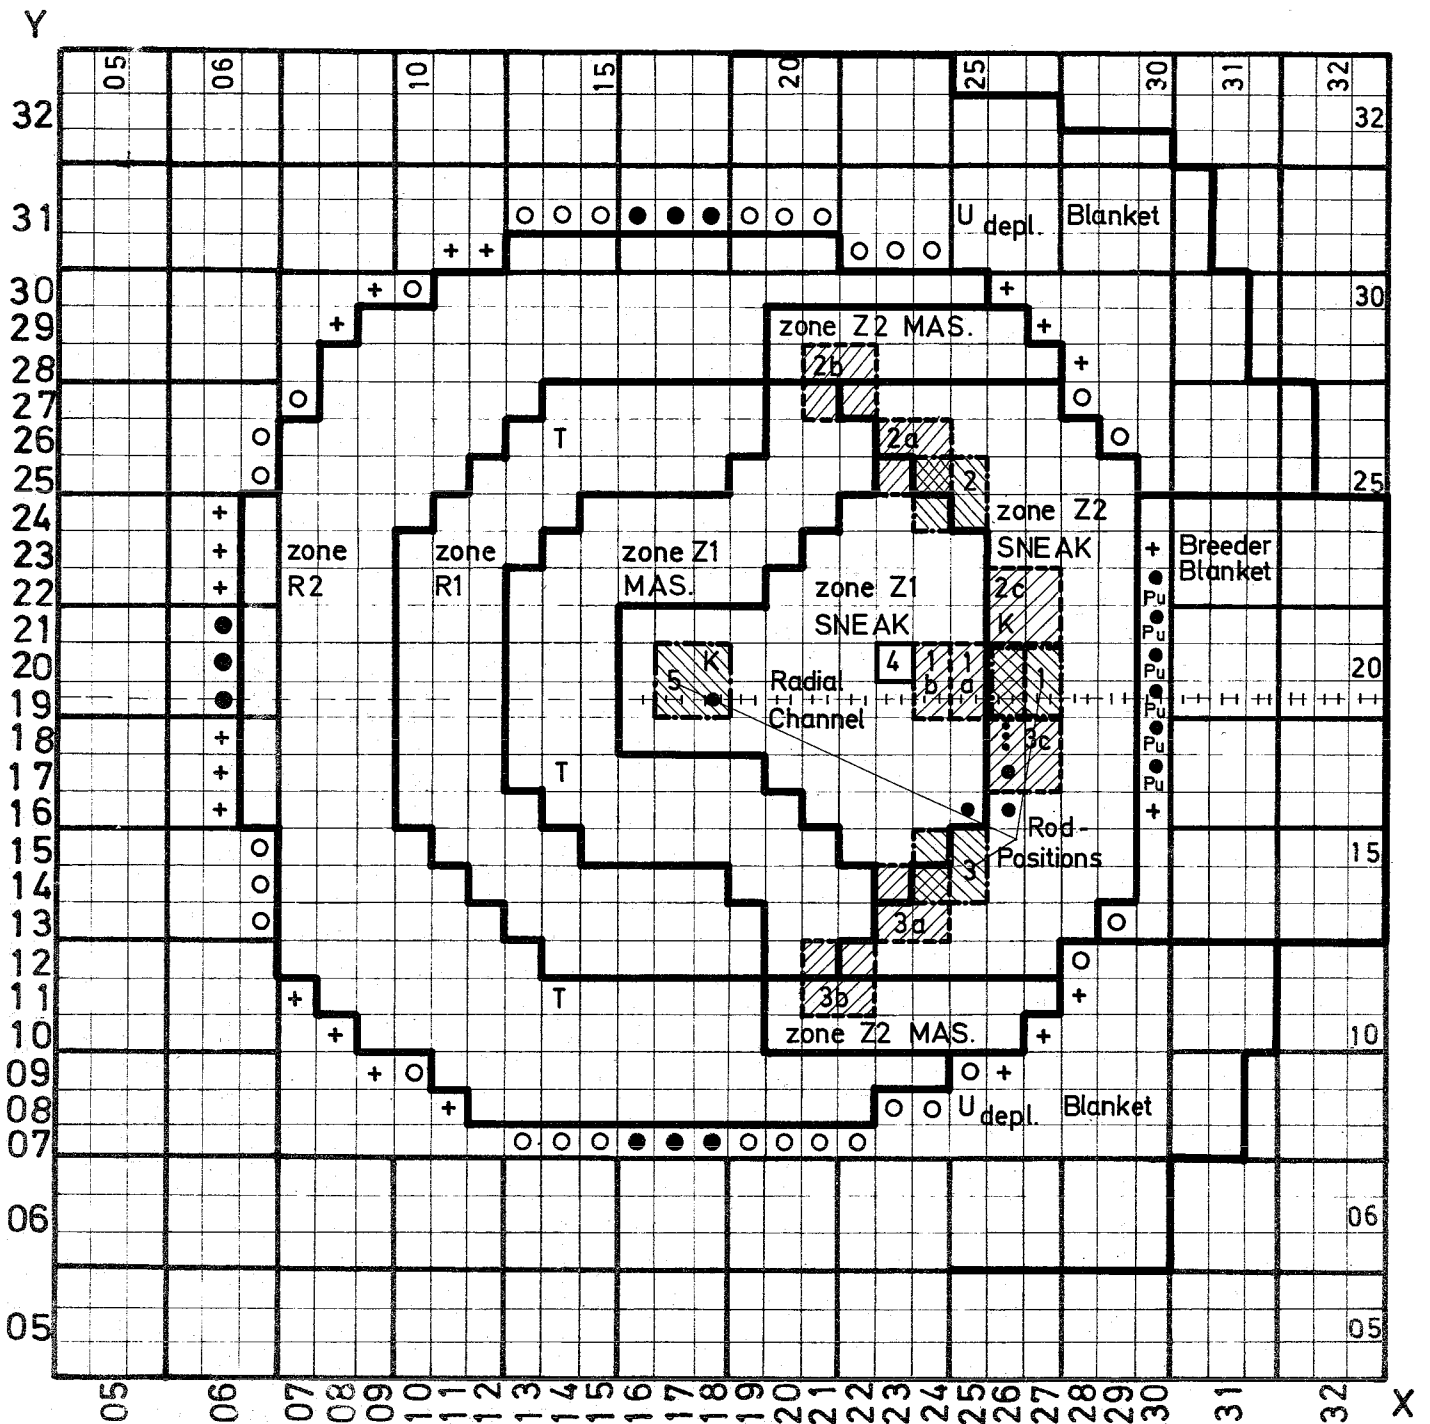 Y
05 06 10 15 20 25 30 31 32
32 32
31 U depl. Blanket
+ +
30 + + 30
29 + zone Z2 MAS. +
28 2b +
27
26 T 2a
25 2 25
24 + zone Z2
23 + zone zone zone Z1 SNEAK + Breeder
Blanket
22 + R2 R1 MAS. zone Z1 2c Pu
21 SNEAK K Pu
20 K 4 1 1 20
5 Radial b a 1 Pu
19 Channel Pu
18 + 3c Pu
17 + T Pu
16 + +
Rod-
15 Positions 15
14 3
13 3a
12
11 + T 3b +
10 + zone Z2 MAS. + 10
09 + +
08 + U depl. Blanket
07
06 06
05 05
05 06 07 08 09 10 11 12 13 14 15 16 17 18 19 20 21 22 23 24 25 26 27 28 29 30 31 32 X